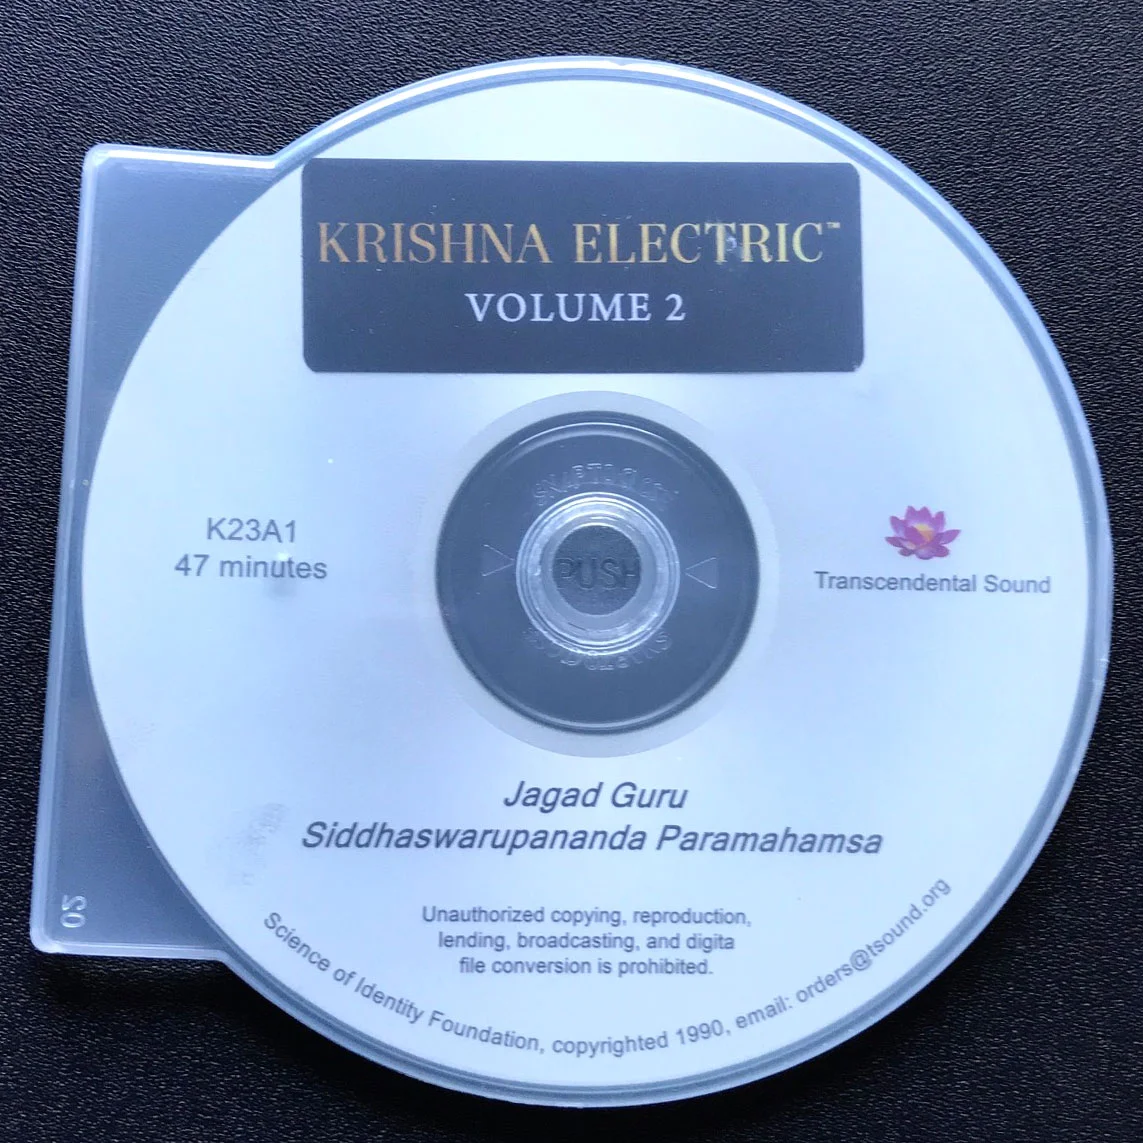 KRISHNA ELECTRIC™
VOLUME 2
K23A1
47 minutes
PUSH
Transcendental Sound
Jagad Guru
Siddhaswarupananda Paramahamsa
Unauthorized copying, reproduction,
lending, broadcasting, and digita
file conversion is prohibited.
Science of Identity Foundation, copyrighted 1990, email: orders@tsound.org